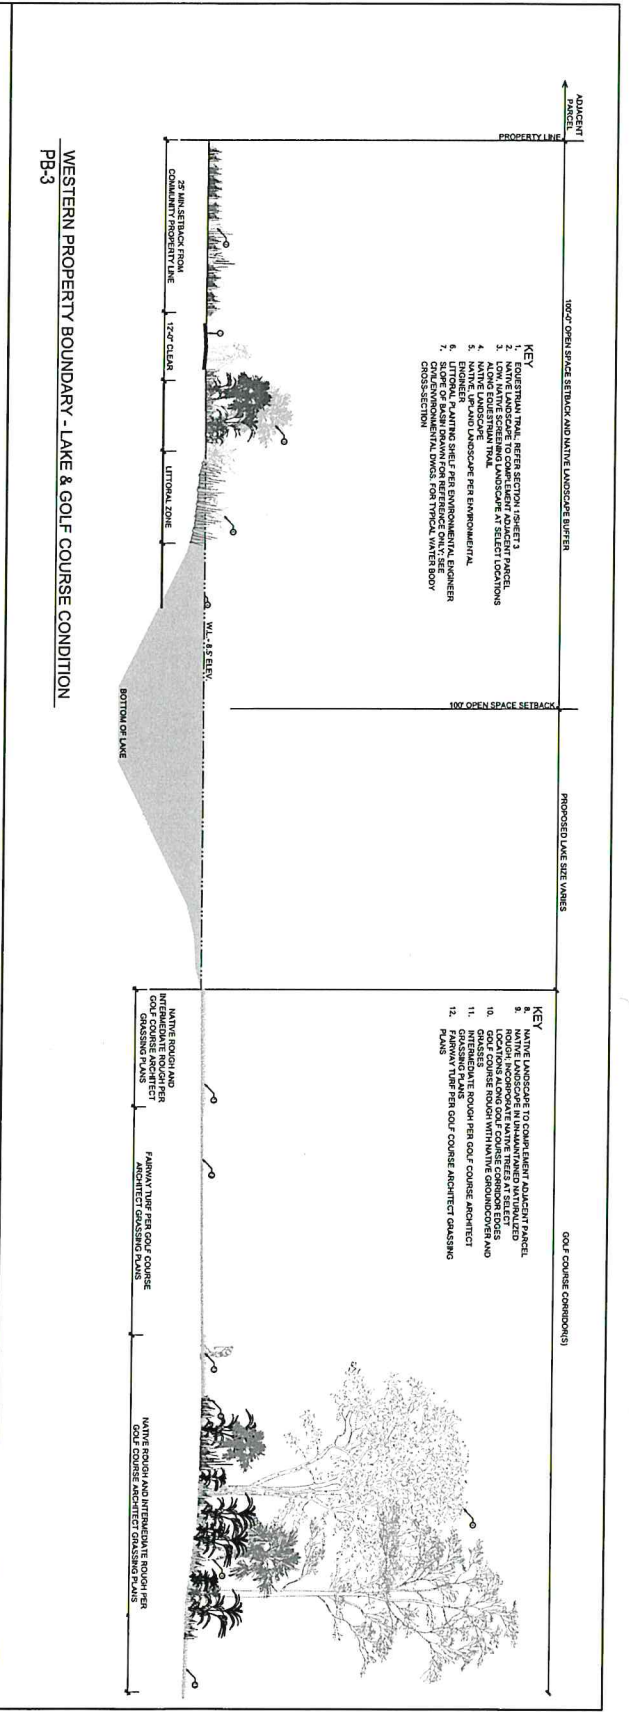 ADJACENT
PARCEL
PROPERTY LINE
100'-0" OPEN SPACE SETBACK AND NATIVE LANDSCAPE BUFFER
100' OPEN SPACE SETBACK
PROPOSED LAKE SIZE VARIES
GOLF COURSE CORRIDOR(S)
KEY
1. EQUESTRIAN TRAIL, REFER SECTION 1/SHEET 3
2. NATIVE LANDSCAPE TO COMPLEMENT ADJACENT PARCEL
3. LOW, NATIVE SCREENING LANDSCAPE AT SELECT LOCATIONS
ALONG EQUESTRIAN TRAIL
4. NATIVE LANDSCAPE
5. NATIVE, UPLAND LANDSCAPE PER ENVIRONMENTAL
ENGINEER
6. LITTORAL PLANTING SHELF PER ENVIRONMENTAL ENGINEER
7. SLOPE OF BASIN DRAWN FOR REFERENCE ONLY; SEE
CIVIL/ENVIRONMENTAL DWGS. FOR TYPICAL WATER BODY
CROSS-SECTION
KEY
8. NATIVE LANDSCAPE TO COMPLEMENT ADJACENT PARCEL
9. NATIVE LANDSCAPE IN UN-MAINTAINED NATURALIZED
ROUGH; INCORPORATE NATIVE TREES AT SELECT
LOCATIONS ALONG GOLF COURSE CORRIDOR EDGES
10. GOLF COURSE ROUGH WITH NATIVE GROUNDCOVER AND
GRASSES
11. INTERMEDIATE ROUGH PER GOLF COURSE ARCHITECT
GRASSING PLANS
12. FAIRWAY TURF PER GOLF COURSE ARCHITECT GRASSING
PLANS
W.L. - 8.5' ELEV.
25' MIN.SETBACK FROM
COMMUNITY PROPERTY LINE
12'-0" CLEAR
LITTORAL ZONE
BOTTOM OF LAKE
NATIVE ROUGH AND
INTERMEDIATE ROUGH PER
GOLF COURSE ARCHITECT
GRASSING PLANS
FAIRWAY TURF PER GOLF COURSE
ARCHITECT GRASSING PLANS
NATIVE ROUGH AND INTERMEDIATE ROUGH PER
GOLF COURSE ARCHITECT GRASSING PLANS
WESTERN PROPERTY BOUNDARY - LAKE & GOLF COURSE CONDITION
PB-3